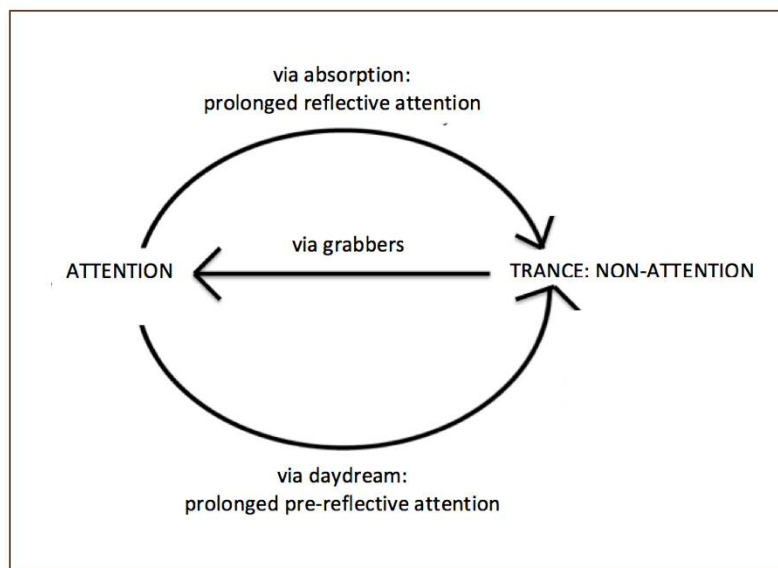 via absorption:
prolonged reflective attention
via grabbers
ATTENTION
TRANCE: NON-ATTENTION
via daydream:
prolonged pre-reflective attention